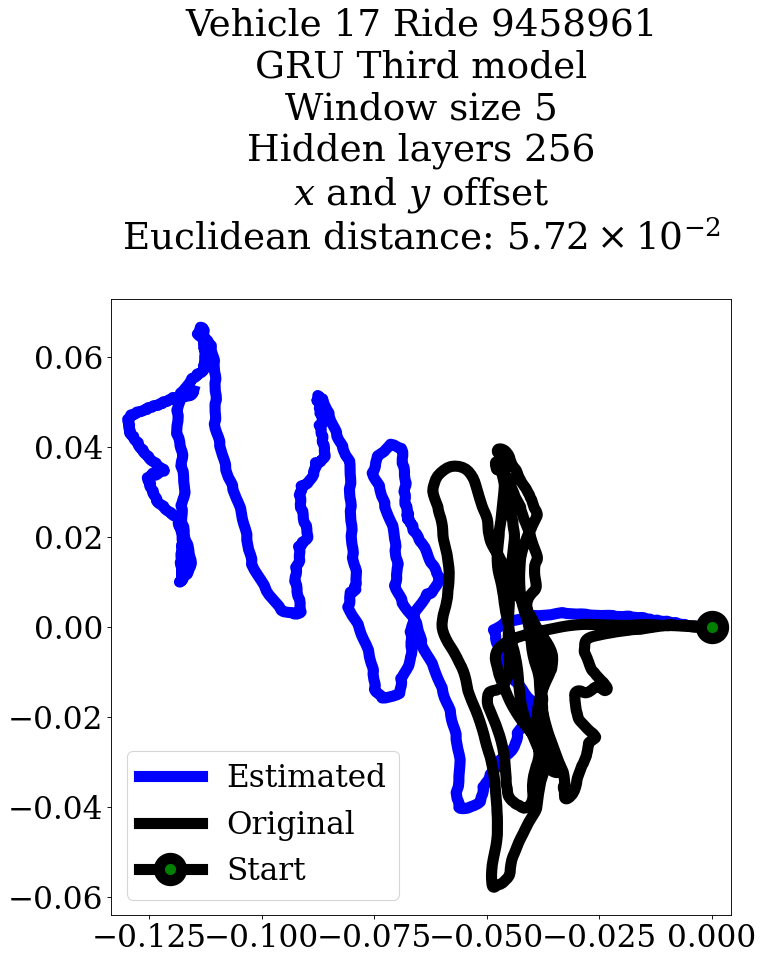 Vehicle 17 Ride 9458961
GRU Third model
Window size 5
Hidden layers 256
x and y offset
Euclidean distance: 5.72 × 10⁻²
0.06
0.04
0.02
0.00
−0.02
−0.04
−0.06
Estimated
Original
Start
−0.125 −0.100 −0.075 −0.050 −0.025 0.000